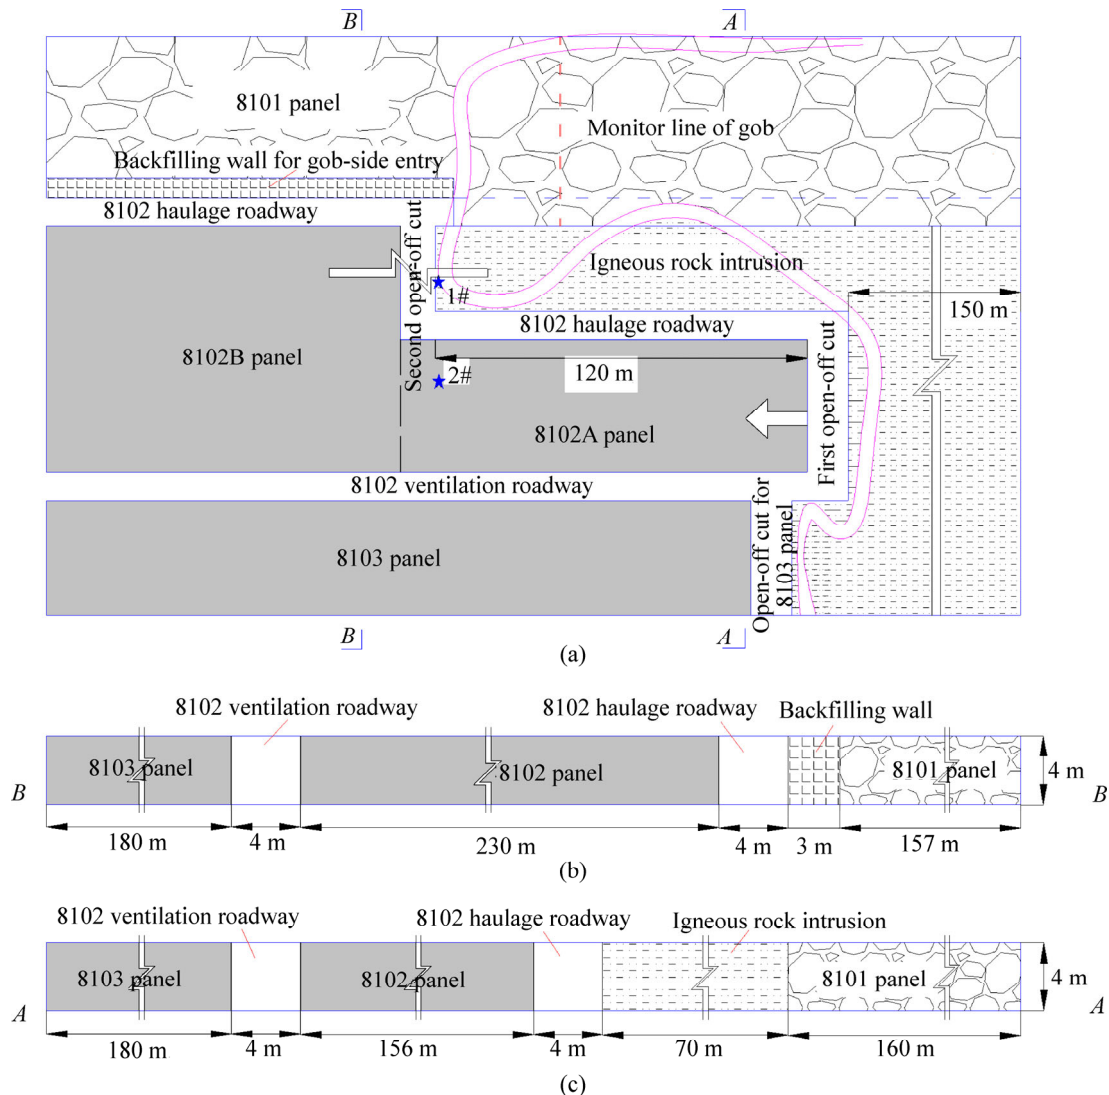 B
A
8101 panel
Monitor line of gob
Backfilling wall for gob-side entry
8102 haulage roadway
Second open-off cut
Igneous rock intrusion
1#
150 m
8102 haulage roadway
8102B panel
2#
120 m
First open-off cut
8102A panel
8102 ventilation roadway
Open-off cut for
8103 panel
8103 panel
B
A
(a)
8102 ventilation roadway
8102 haulage roadway
Backfilling wall
8103 panel
8102 panel
8101 panel
4 m
B
B
180 m
4 m
230 m
4 m
3 m
157 m
(b)
8102 ventilation roadway
8102 haulage roadway
Igneous rock intrusion
8103 panel
8102 panel
8101 panel
4 m
A
A
180 m
4 m
156 m
4 m
70 m
160 m
(c)